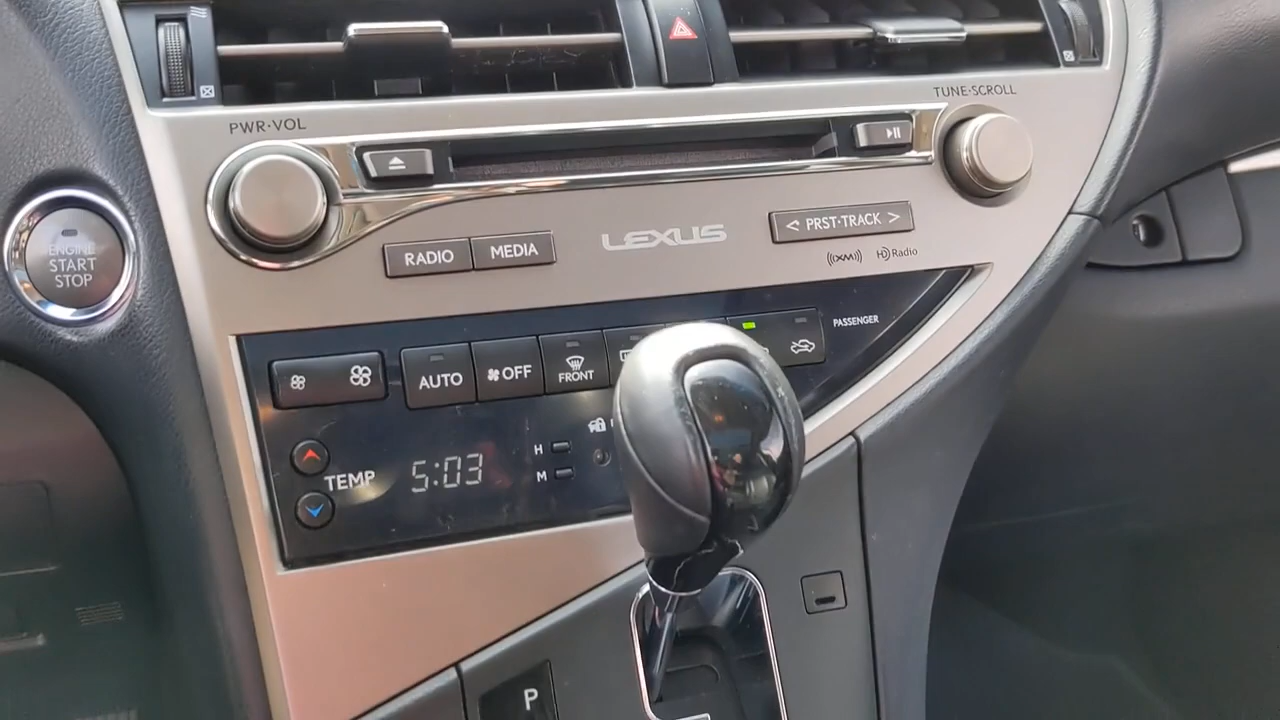 PWR·VOL
TUNE·SCROLL
ENGINE
START
STOP
RADIO
MEDIA
LEXUS
< PRST·TRACK >
((XM))
HD Radio
AUTO
OFF
FRONT
PASSENGER
TEMP
5:03
H
M
P